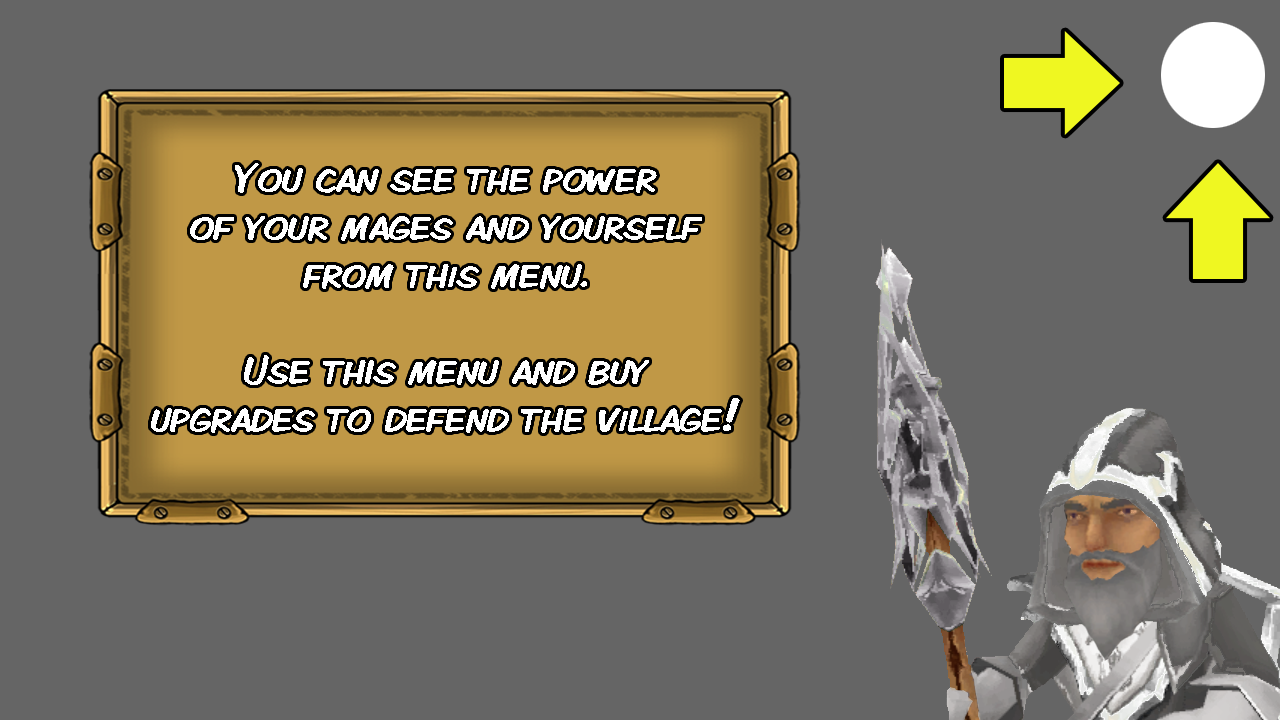 You can see the power
of your mages and yourself
from this menu.
Use this menu and buy
upgrades to defend the village!